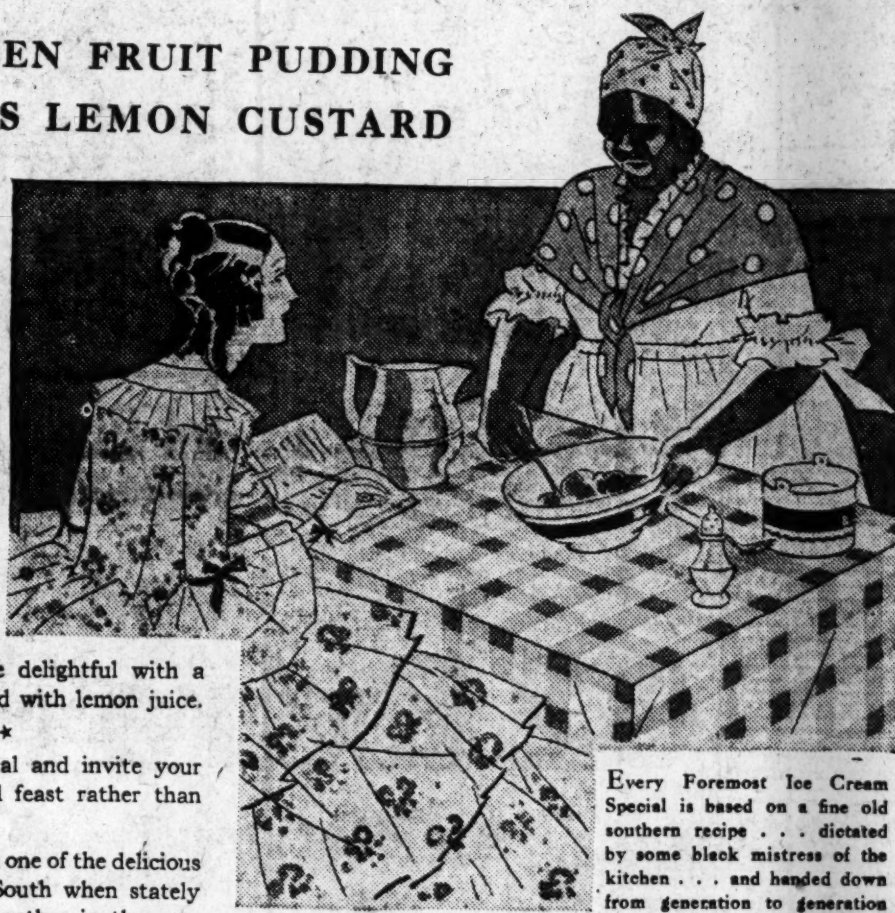 EN FRUIT PUDDING
S LEMON CUSTARD
e delightful with a
d with lemon juice.
★
al and invite your
l feast rather than
one of the delicious
South when stately
Every Foremost Ice Cream
Special is based on a fine old
southern recipe . . . dictated
by some black mistress of the
kitchen . . . and handed down
from generation to generation